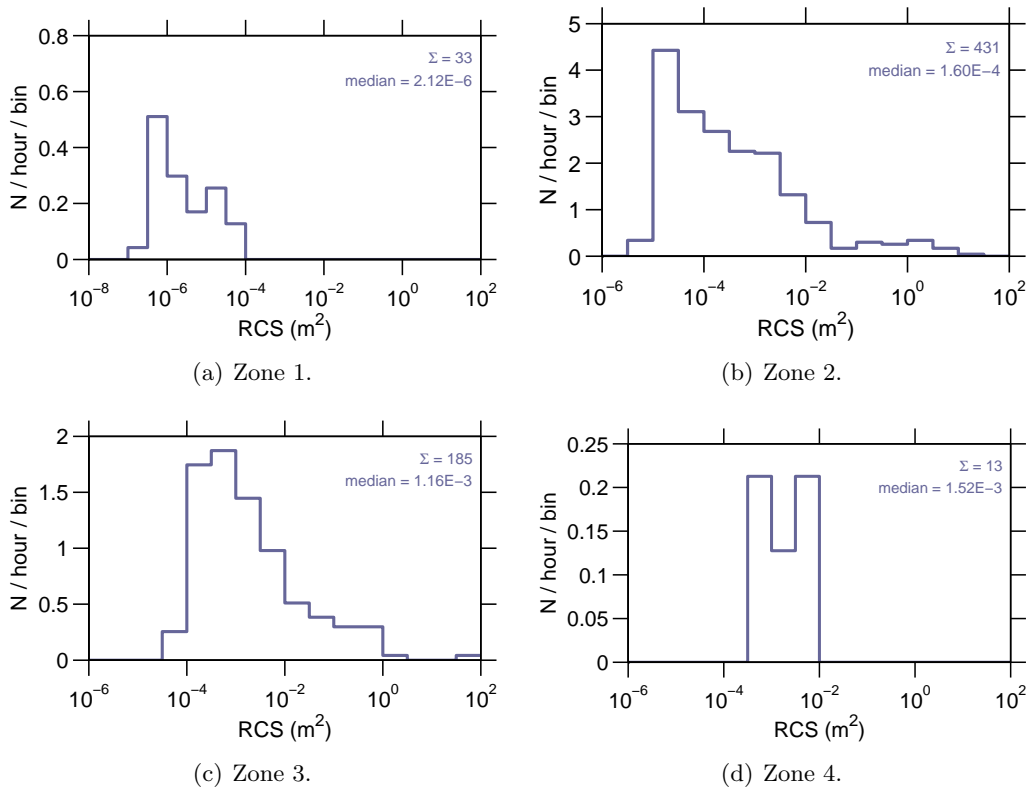 0.8
0.6
0.4
0.2
0
N / hour / bin
Σ = 33
median = 2.12E−6
10^−8 10^−6 10^−4 10^−2 10^0 10^2
RCS (m^2)
(a) Zone 1.
5
4
3
2
1
0
N / hour / bin
Σ = 431
median = 1.60E−4
10^−6 10^−4 10^−2 10^0 10^2
RCS (m^2)
(b) Zone 2.
2
1.5
1
0.5
0
N / hour / bin
Σ = 185
median = 1.16E−3
10^−6 10^−4 10^−2 10^0 10^2
RCS (m^2)
(c) Zone 3.
0.25
0.2
0.15
0.1
0.05
0
N / hour / bin
Σ = 13
median = 1.52E−3
10^−6 10^−4 10^−2 10^0 10^2
RCS (m^2)
(d) Zone 4.